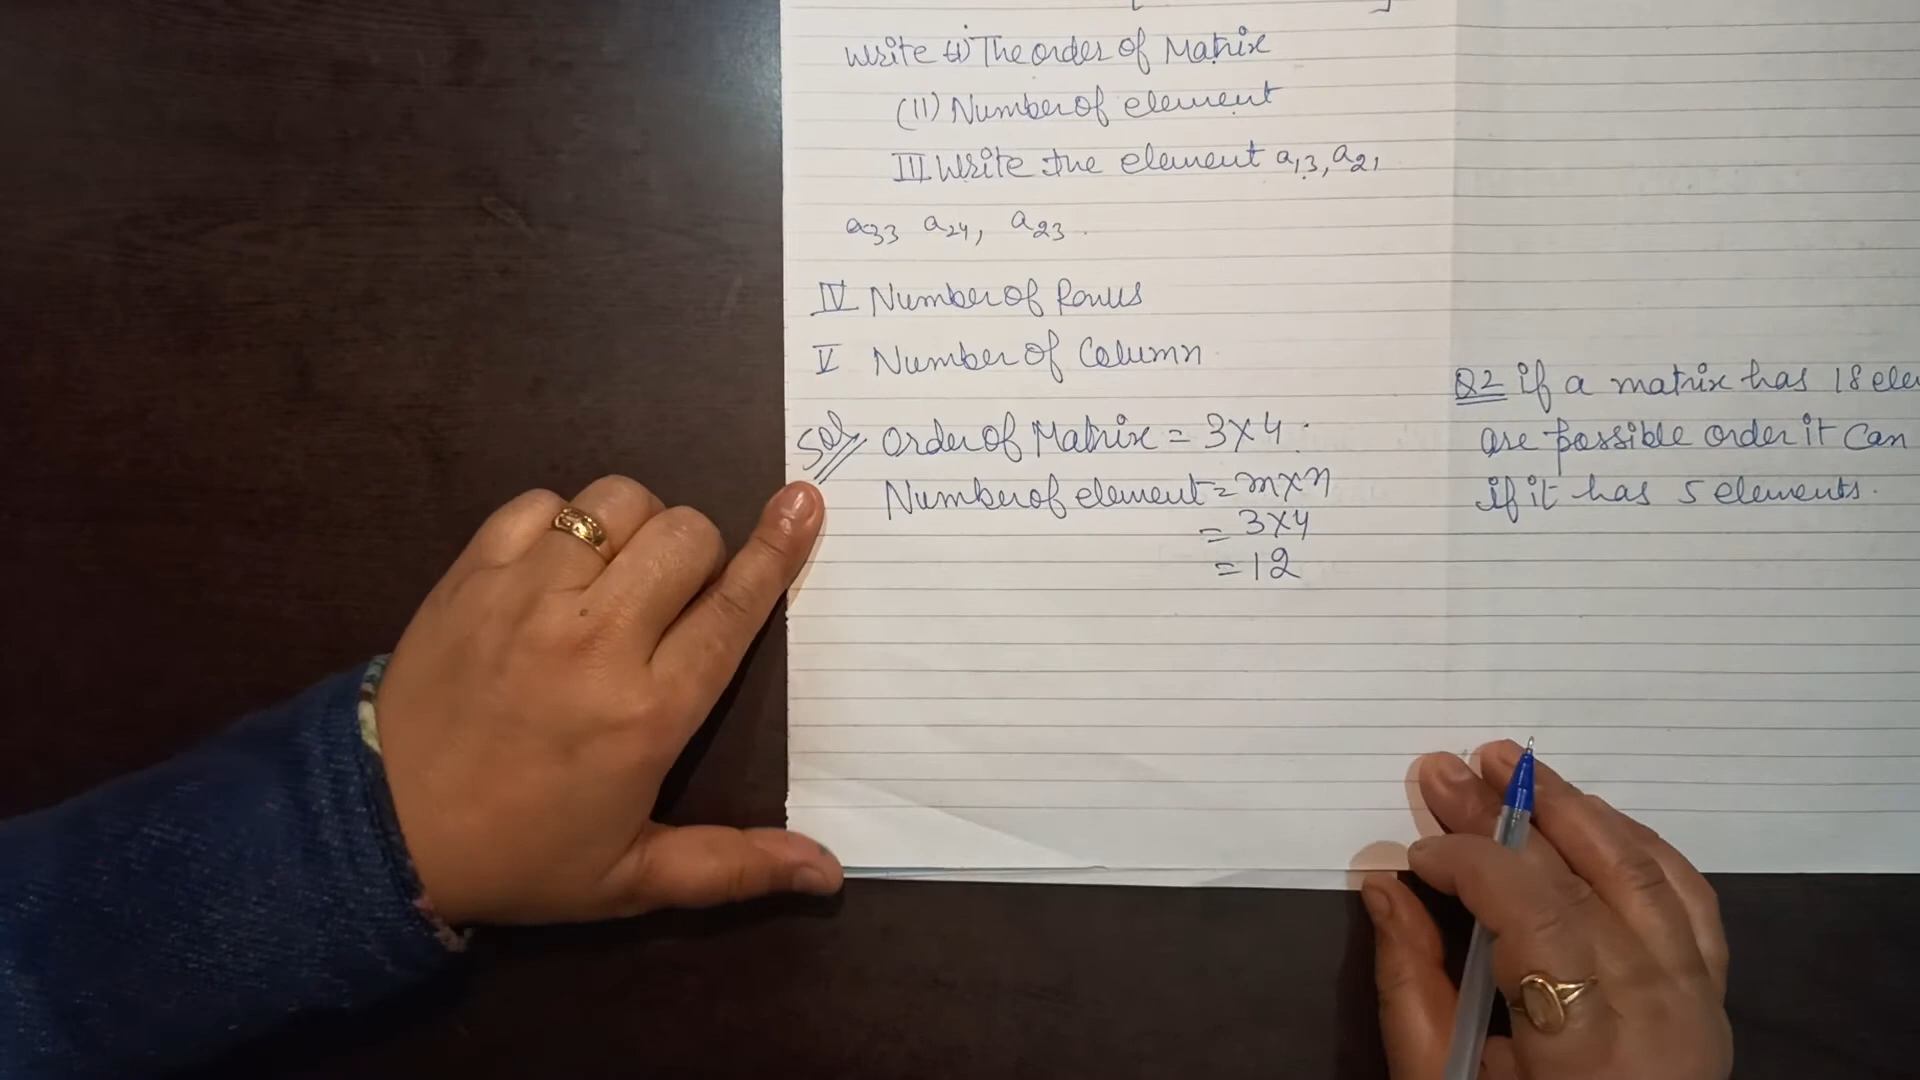 Write (i) The order of Matrix
(II) Number of element
III Write the element a13, a21
a33 a24, a23.
IV Number of Rows
V Number of Column
Sol Order of Matrix = 3×4.
Number of element = m×n
= 3×4
= 12
Q2 if a matrix has 18 ele
are possible order it can
if it has 5 elements.